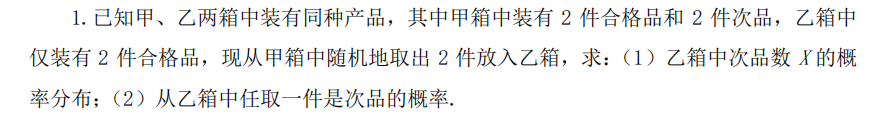 1.已知甲、乙两箱中装有同种产品，其中甲箱中装有 2 件合格品和 2 件次品，乙箱中
仅装有 2 件合格品，现从甲箱中随机地取出 2 件放入乙箱，求：（1）乙箱中次品数 X 的概
率分布；（2）从乙箱中任取一件是次品的概率.